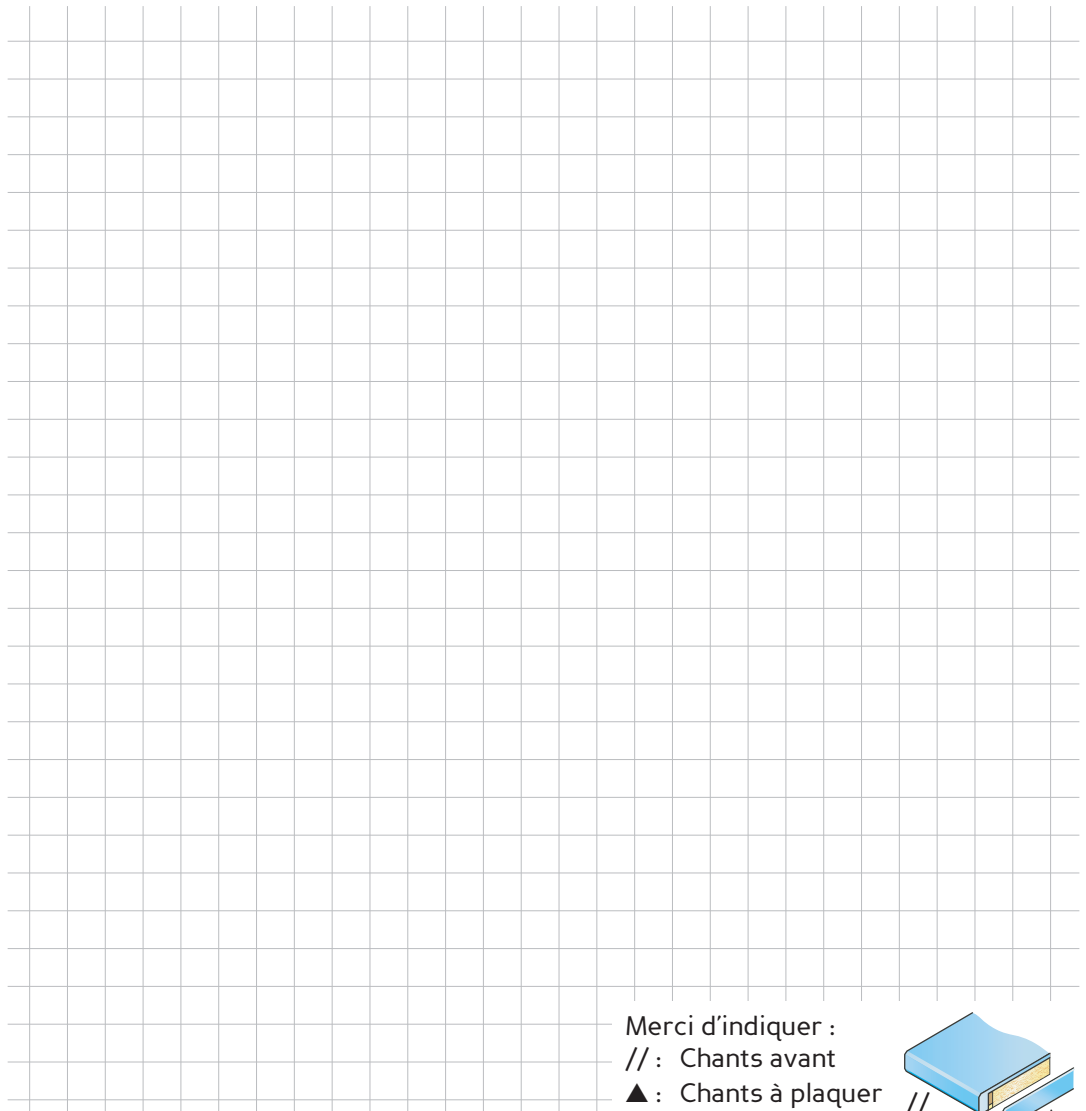 Merci d'indiquer :
// : Chants avant
▲ : Chants à plaquer
//